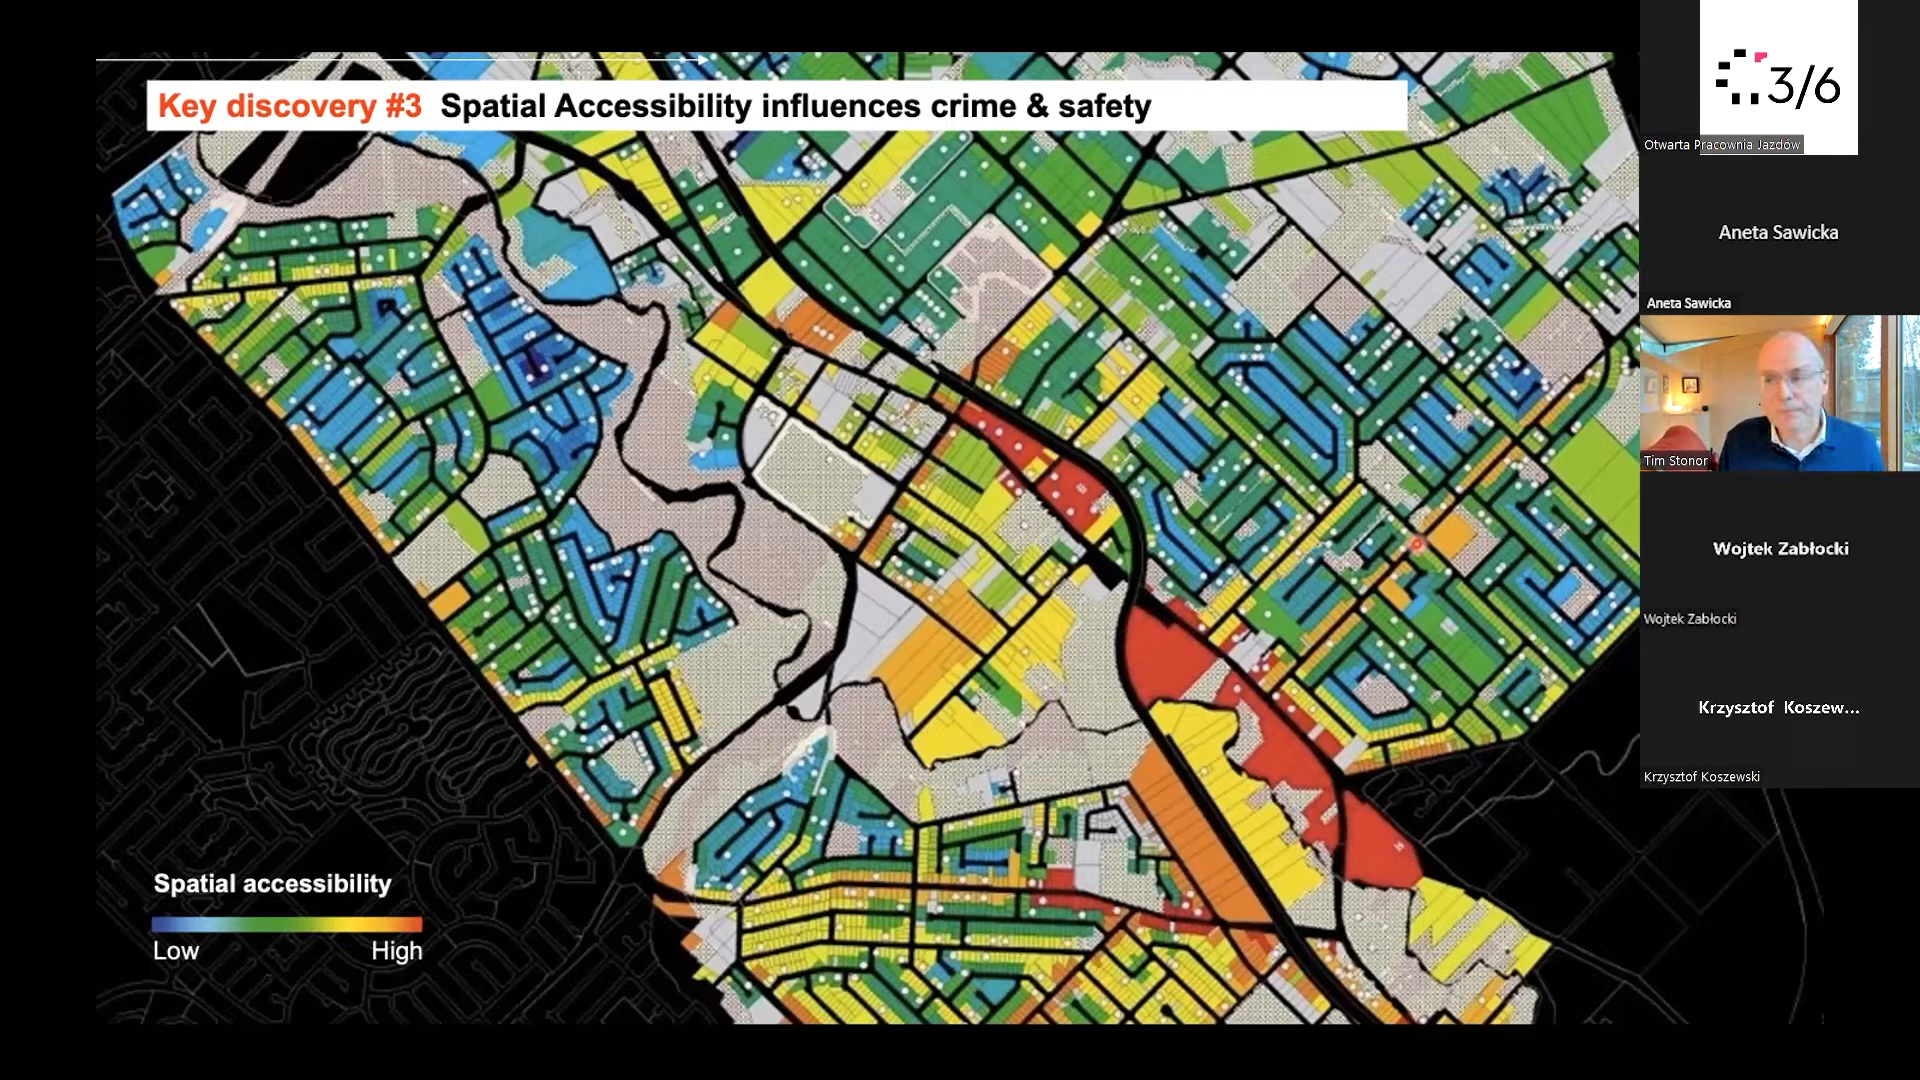 Key discovery #3 Spatial Accessibility influences crime & safety
Spatial accessibility
Low High
3/6
Otwarta Pracownia Jazdów
Aneta Sawicka
Aneta Sawicka
Tim Stonor
Wojtek Zabłocki
Wojtek Zabłocki
Krzysztof Koszew...
Krzysztof Koszewski